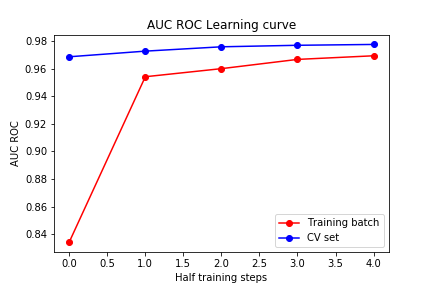 AUC ROC Learning curve
AUC ROC
0.98
0.96
0.94
0.92
0.90
0.88
0.86
0.84
Training batch
CV set
0.0 0.5 1.0 1.5 2.0 2.5 3.0 3.5 4.0
Half training steps